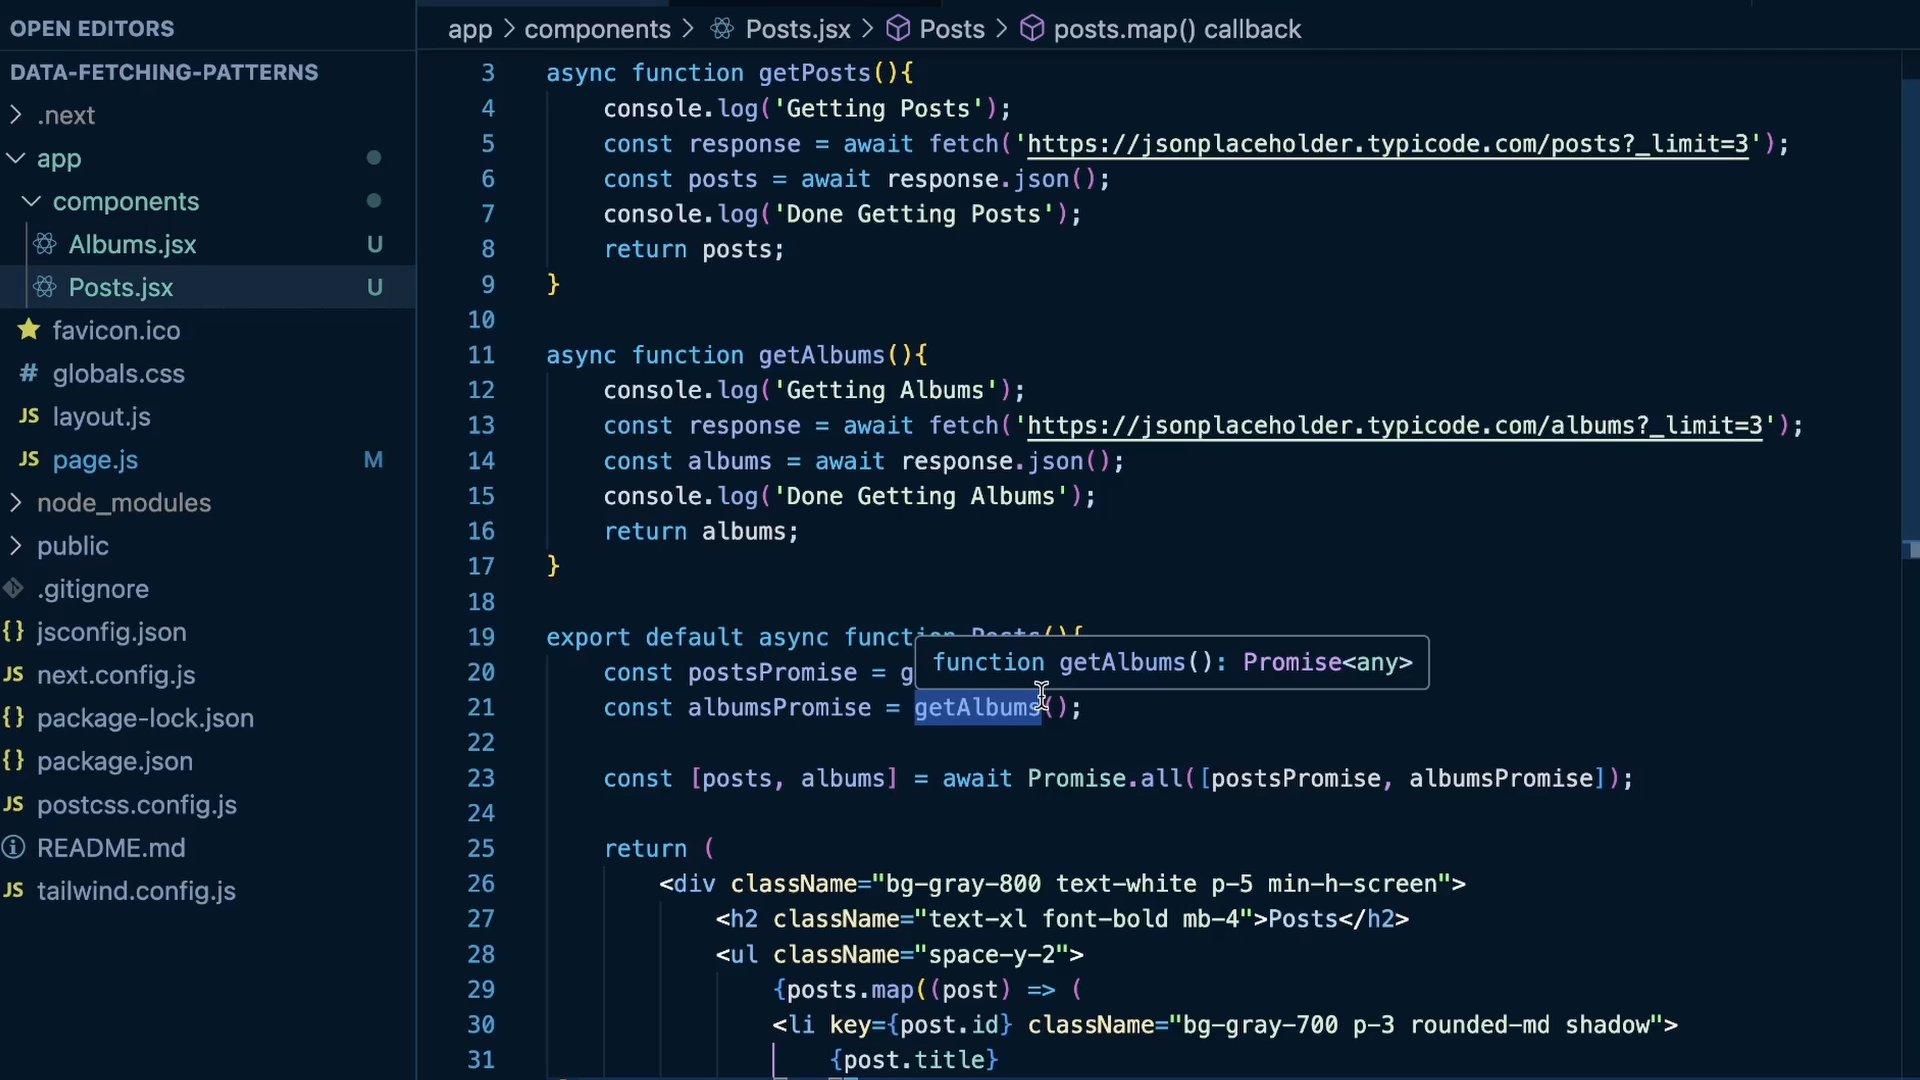 OPEN EDITORS
DATA-FETCHING-PATTERNS
.next
app
components
Albums.jsx U
Posts.jsx U
favicon.ico
# globals.css
JS layout.js
JS page.js M
node_modules
public
.gitignore
{} jsconfig.json
JS next.config.js
{} package-lock.json
{} package.json
JS postcss.config.js
README.md
JS tailwind.config.js
app > components > Posts.jsx > Posts > posts.map() callback
3 async function getPosts(){
4 console.log('Getting Posts');
5 const response = await fetch('https://jsonplaceholder.typicode.com/posts?_limit=3');
6 const posts = await response.json();
7 console.log('Done Getting Posts');
8 return posts;
9 }
10
11 async function getAlbums(){
12 console.log('Getting Albums');
13 const response = await fetch('https://jsonplaceholder.typicode.com/albums?_limit=3');
14 const albums = await response.json();
15 console.log('Done Getting Albums');
16 return albums;
17 }
18
19 export default async function Posts(){
function getAlbums(): Promise<any>
20 const postsPromise = g
21 const albumsPromise = getAlbums();
22
23 const [posts, albums] = await Promise.all([postsPromise, albumsPromise]);
24
25 return (
26 <div className="bg-gray-800 text-white p-5 min-h-screen">
27 <h2 className="text-xl font-bold mb-4">Posts</h2>
28 <ul className="space-y-2">
29 {posts.map((post) => (
30 <li key={post.id} className="bg-gray-700 p-3 rounded-md shadow">
31 {post.title}